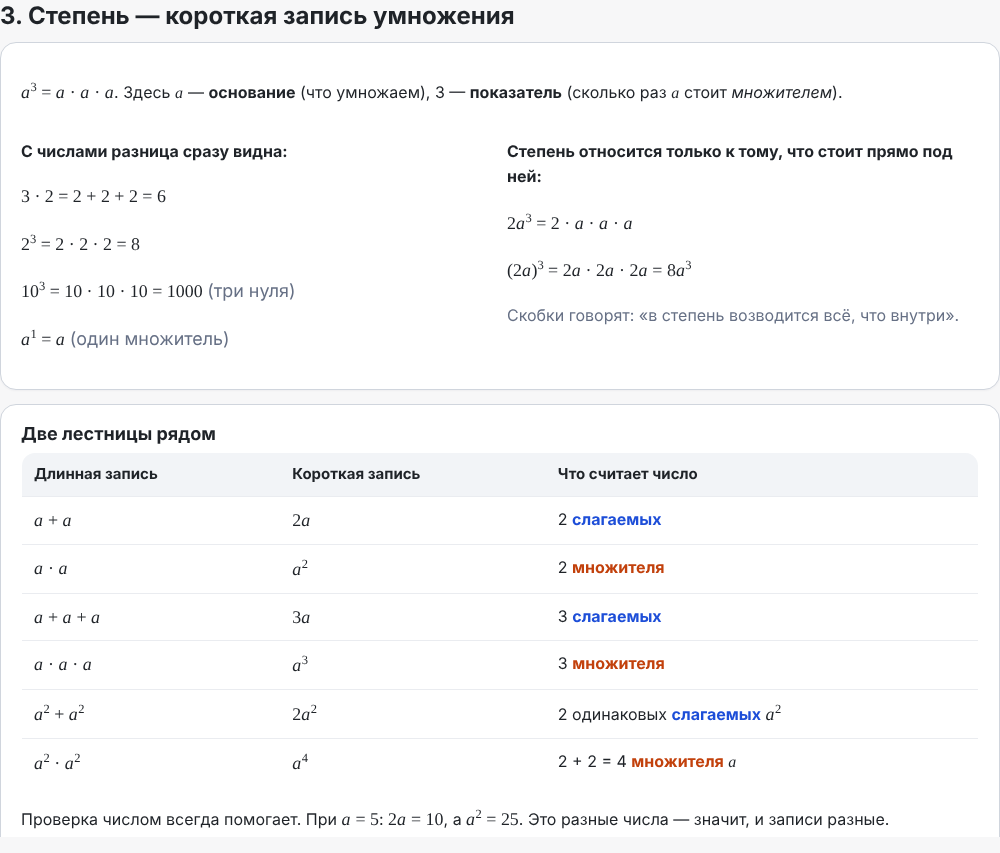 3. Степень — короткая запись умножения
a³ = a · a · a. Здесь a — основание (что умножаем), 3 — показатель (сколько раз a стоит множителем).
С числами разница сразу видна:
3 · 2 = 2 + 2 + 2 = 6
2³ = 2 · 2 · 2 = 8
10³ = 10 · 10 · 10 = 1000 (три нуля)
a¹ = a (один множитель)
Степень относится только к тому, что стоит прямо под
ней:
2a³ = 2 · a · a · a
(2a)³ = 2a · 2a · 2a = 8a³
Скобки говорят: «в степень возводится всё, что внутри».
Две лестницы рядом
Длинная запись Короткая запись Что считает число
a + a 2a 2 слагаемых
a · a a² 2 множителя
a + a + a 3a 3 слагаемых
a · a · a a³ 3 множителя
a² + a² 2a² 2 одинаковых слагаемых a²
a² · a² a⁴ 2 + 2 = 4 множителя a
Проверка числом всегда помогает. При a = 5: 2a = 10, а a² = 25. Это разные числа — значит, и записи разные.